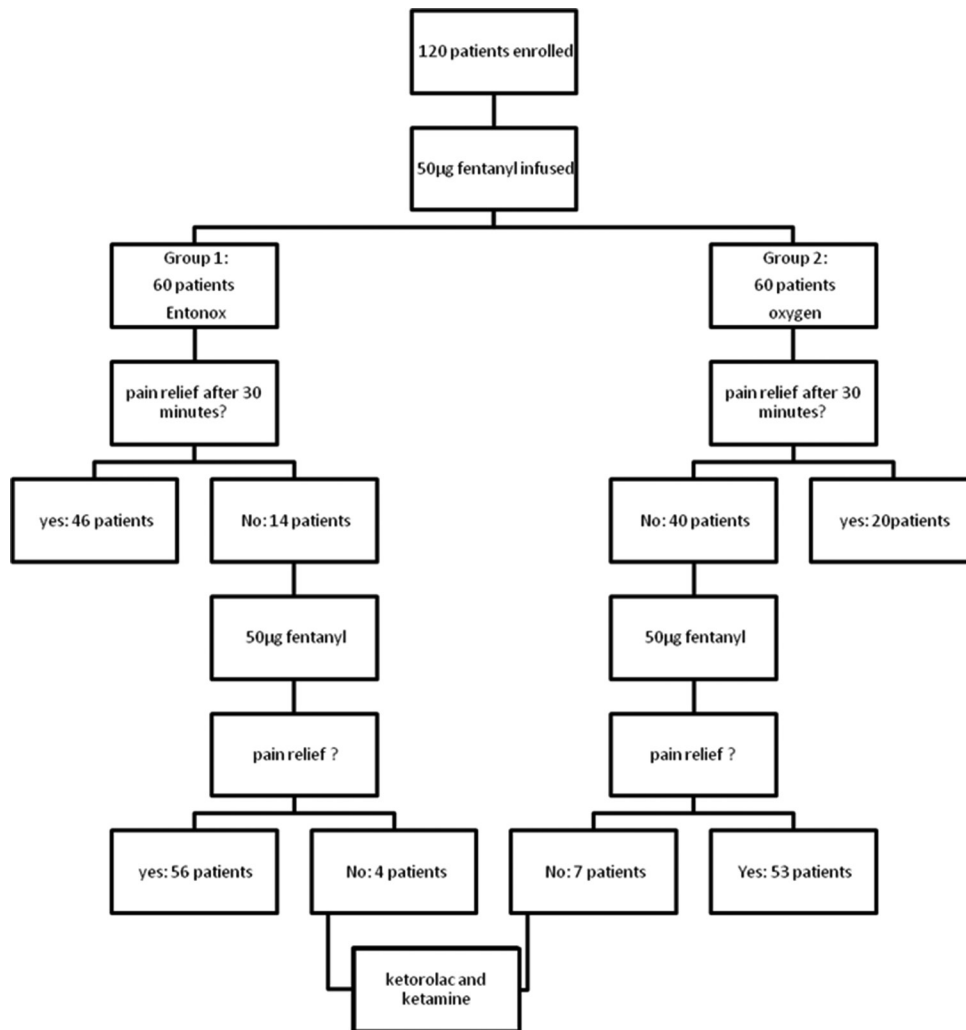 120 patients enrolled
50µg fentanyl infused
Group 1:
60 patients
Entonox
Group 2:
60 patients
oxygen
pain relief after 30
minutes?
pain relief after 30
minutes?
yes: 46 patients
No: 14 patients
No: 40 patients
yes: 20patients
50µg fentanyl
50µg fentanyl
pain relief ?
pain relief ?
yes: 56 patients
No: 4 patients
No: 7 patients
Yes: 53 patients
ketorolac and
ketamine